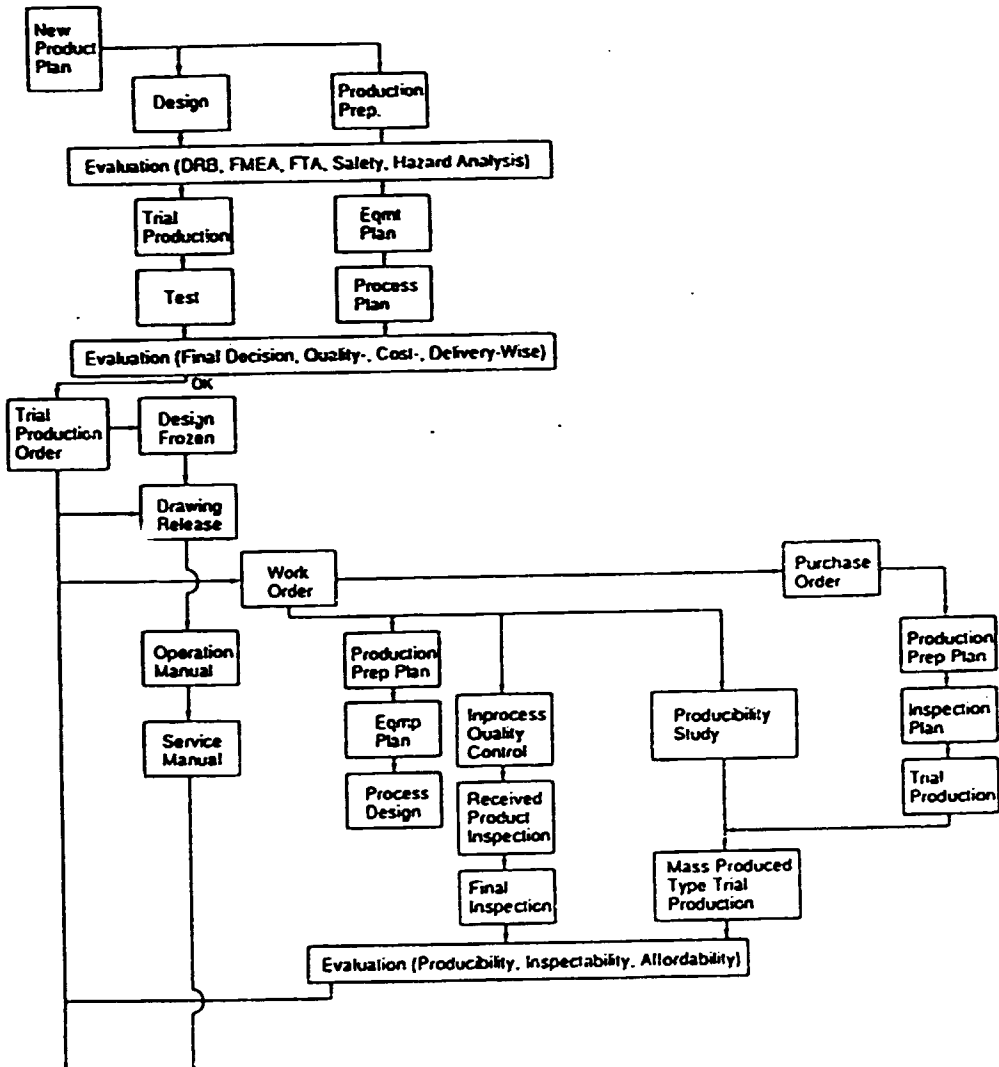 New
Product
Plan
Design
Production
Prep.
Evaluation (DRB, FMEA, FTA, Safety, Hazard Analysis)
Trial
Production
Eqmt
Plan
Test
Process
Plan
Evaluation (Final Decision, Quality-, Cost-, Delivery-Wise)
OK
Trial
Production
Order
Design
Frozen
Drawing
Release
Work
Order
Purchase
Order
Operation
Manual
Production
Prep Plan
Production
Prep Plan
Service
Manual
Eqmp
Plan
Inprocess
Quality
Control
Producibility
Study
Inspection
Plan
Process
Design
Received
Product
Inspection
Trial
Production
Final
Inspection
Mass Produced
Type Trial
Production
Evaluation (Producibility, Inspectability, Affordability)